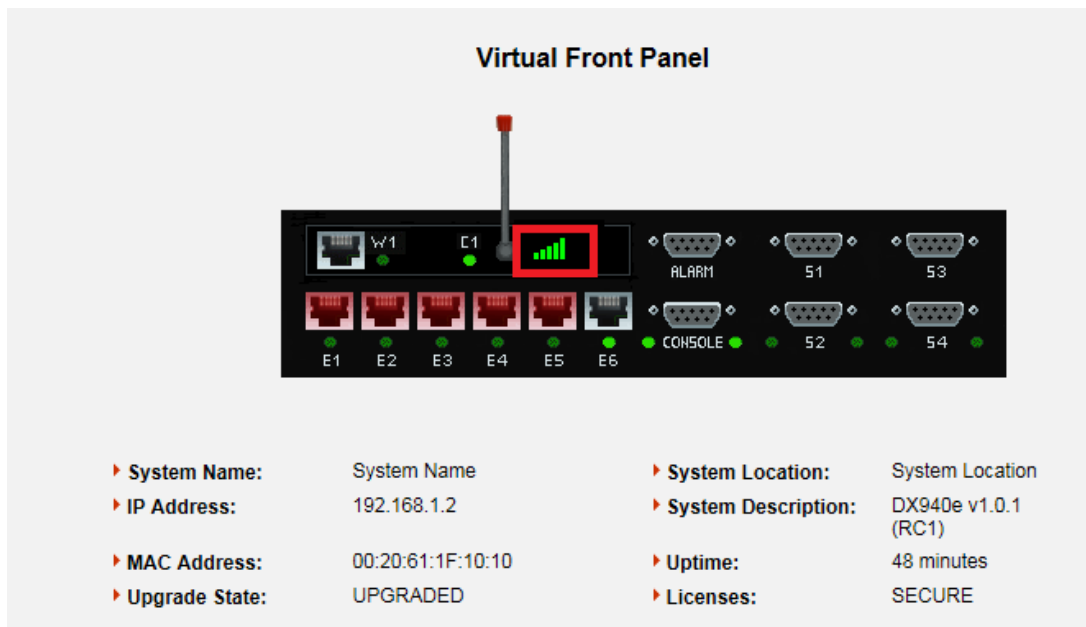 Virtual Front Panel
W1 C1
ALARM S1 S3
CONSOLE S2 S4
E1 E2 E3 E4 E5 E6
System Name: System Name System Location: System Location
IP Address: 192.168.1.2 System Description: DX940e v1.0.1
(RC1)
MAC Address: 00:20:61:1F:10:10 Uptime: 48 minutes
Upgrade State: UPGRADED Licenses: SECURE